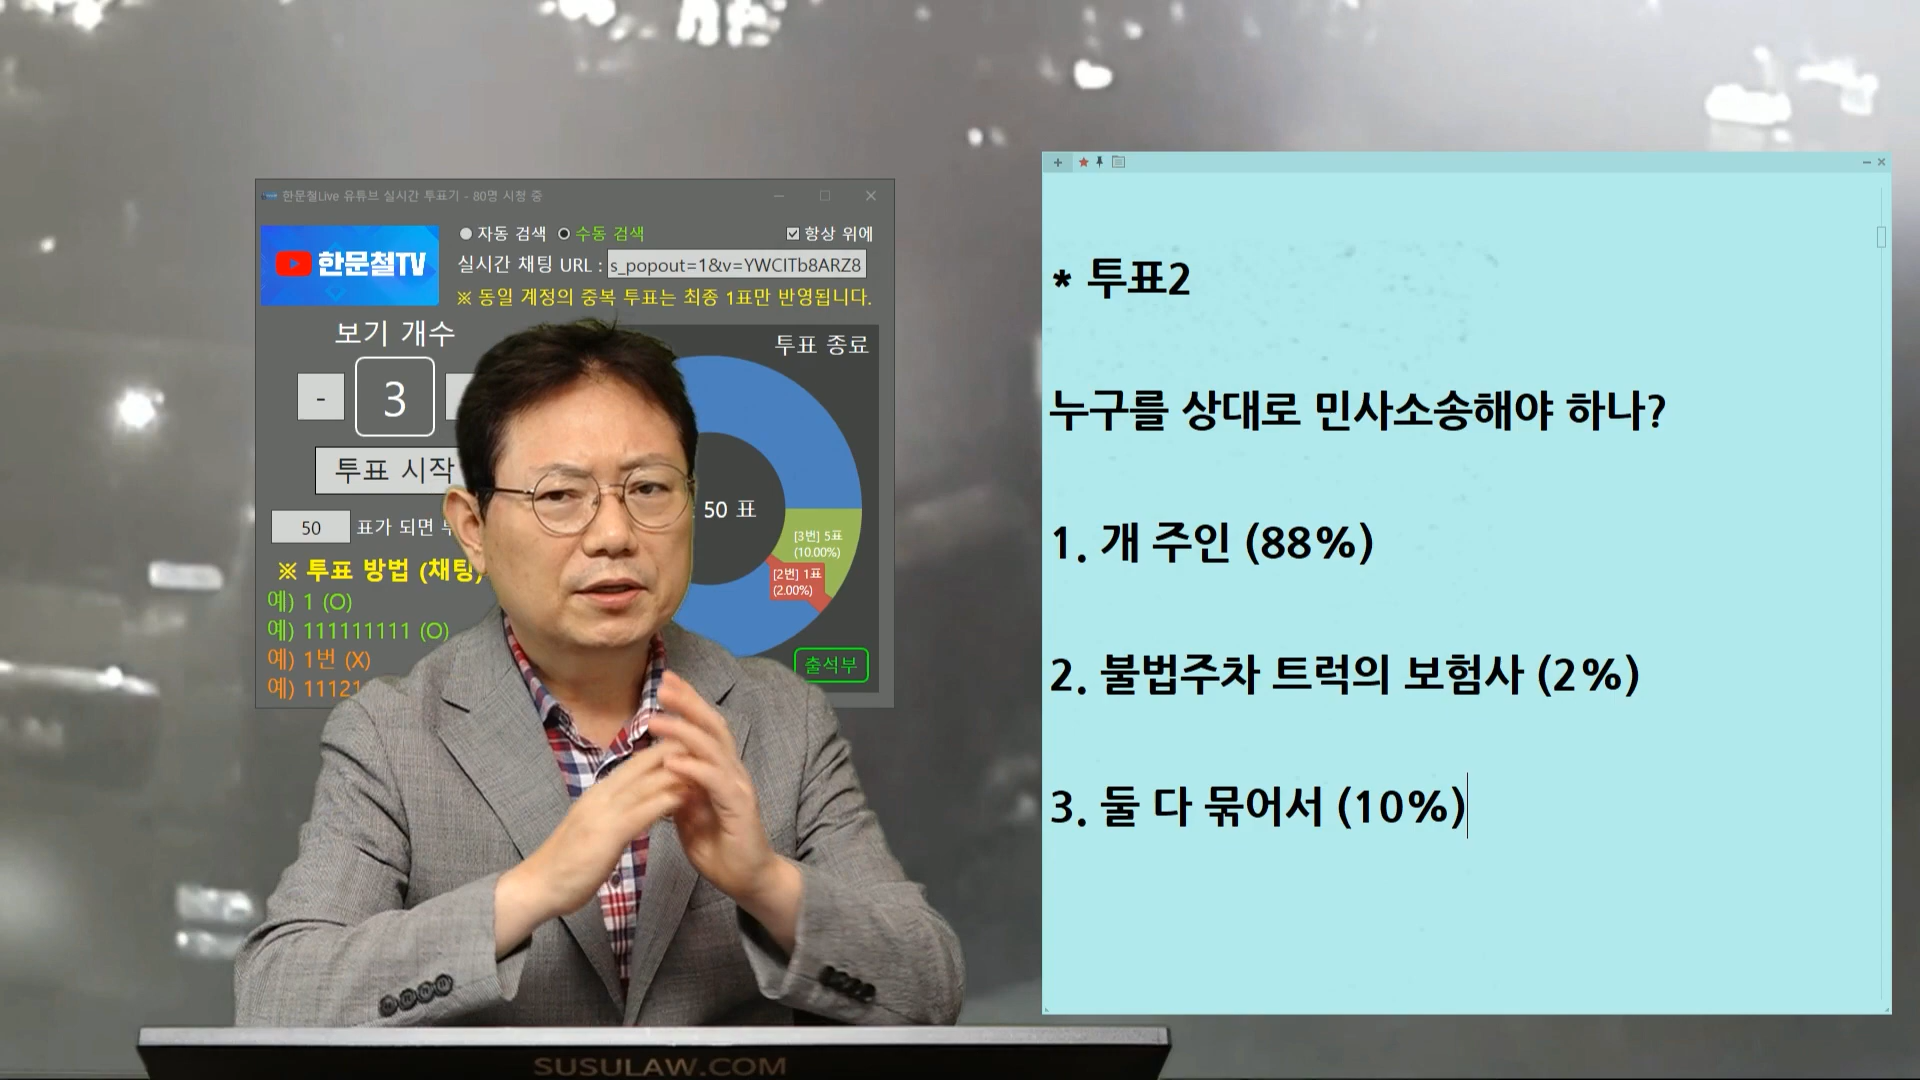 한문철Live 유튜브 실시간 투표기 - 80명 시청 중
한문철TV
자동 검색 수동 검색 항상 위에
실시간 채팅 URL : s_popout=1&v=YWCITb8ARZ8
※ 동일 계정의 중복 투표는 최종 1표만 반영됩니다.
보기 개수
- 3
투표 시작
50 표가 되면
※ 투표 방법 (채팅)
예) 1 (O)
예) 111111111 (O)
예) 1번 (X)
예) 11121
투표 종료
50 표
[3번] 5표
(10.00%)
[2번] 1표
(2.00%)
출석부
* 투표2
누구를 상대로 민사소송해야 하나?
1. 개 주인 (88%)
2. 불법주차 트럭의 보험사 (2%)
3. 둘 다 묶어서 (10%)
SUSULAW.COM